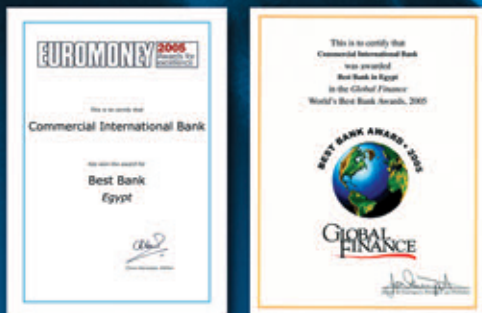 EUROMONEY 2005
Awards for
excellence
This is to certify that
Commercial International Bank
has won the award for
Best Bank
Egypt
This is to certify that
Commercial International Bank
was awarded
Best Bank in Egypt
in the Global Finance
World's Best Bank Awards, 2005
BEST BANK AWARD • 2005
GLOBAL
FINANCE